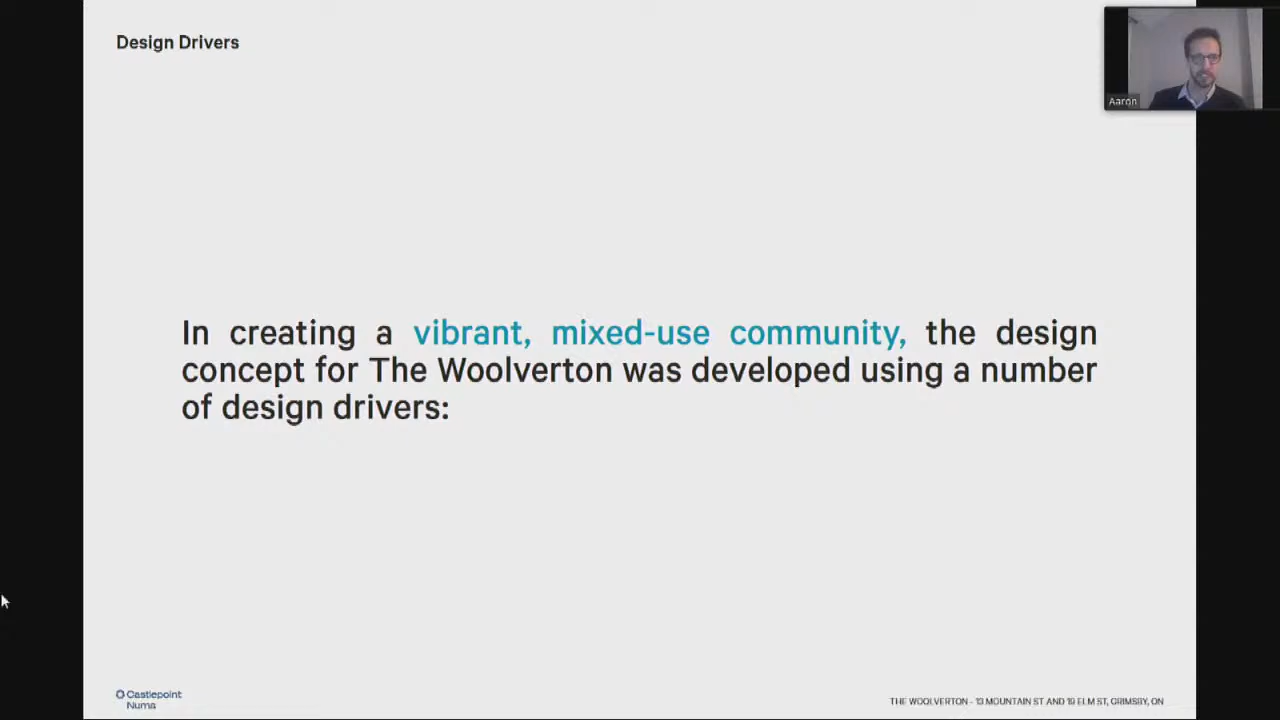 Design Drivers
Aaron
In creating a vibrant, mixed-use community, the design
concept for The Woolverton was developed using a number
of design drivers:
Castlepoint
Numa
THE WOOLVERTON - 13 MOUNTAIN ST AND 19 ELM ST, GRIMSBY, ON